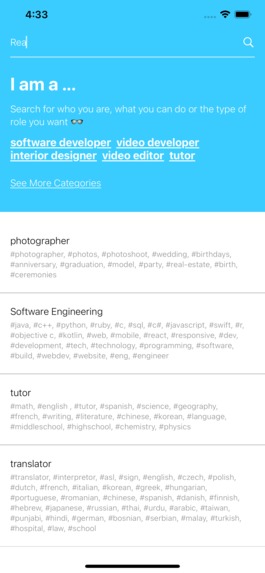 4:33
Rea
I am a ...
Search for who you are, what you can do or the type of
role you want 👓
software developer video developer
interior designer video editor tutor
See More Categories
photographer
#photographer, #photos, #photoshoot, #wedding, #birthdays,
#anniversary, #graduation, #model, #party, #real-estate, #birth,
#ceremonies
Software Engineering
#java, #c++, #python, #ruby, #c, #sql, #c#, #javascript, #swift, #r,
#objective c, #kotlin, #web, #mobile, #react, #responsive, #dev,
#development, #tech, #technology, #programming, #software,
#build, #webdev, #website, #eng, #engineer
tutor
#math, #english , #tutor, #spanish, #science, #geography,
#french, #writing, #literature, #chinese, #korean, #language,
#middleschool, #highschool, #chemistry, #physics
translator
#translator, #interpretor, #asl, #sign, #english, #czech, #polish,
#dutch, #french, #italian, #korean, #greek, #hungarian,
#portuguese, #romanian, #chinese, #spanish, #danish, #finnish,
#hebrew, #japanese, #russian, #thai, #urdu, #arabic, #taiwan,
#punjabi, #hindi, #german, #bosnian, #serbian, #malay, #turkish,
#hospital, #law, #school